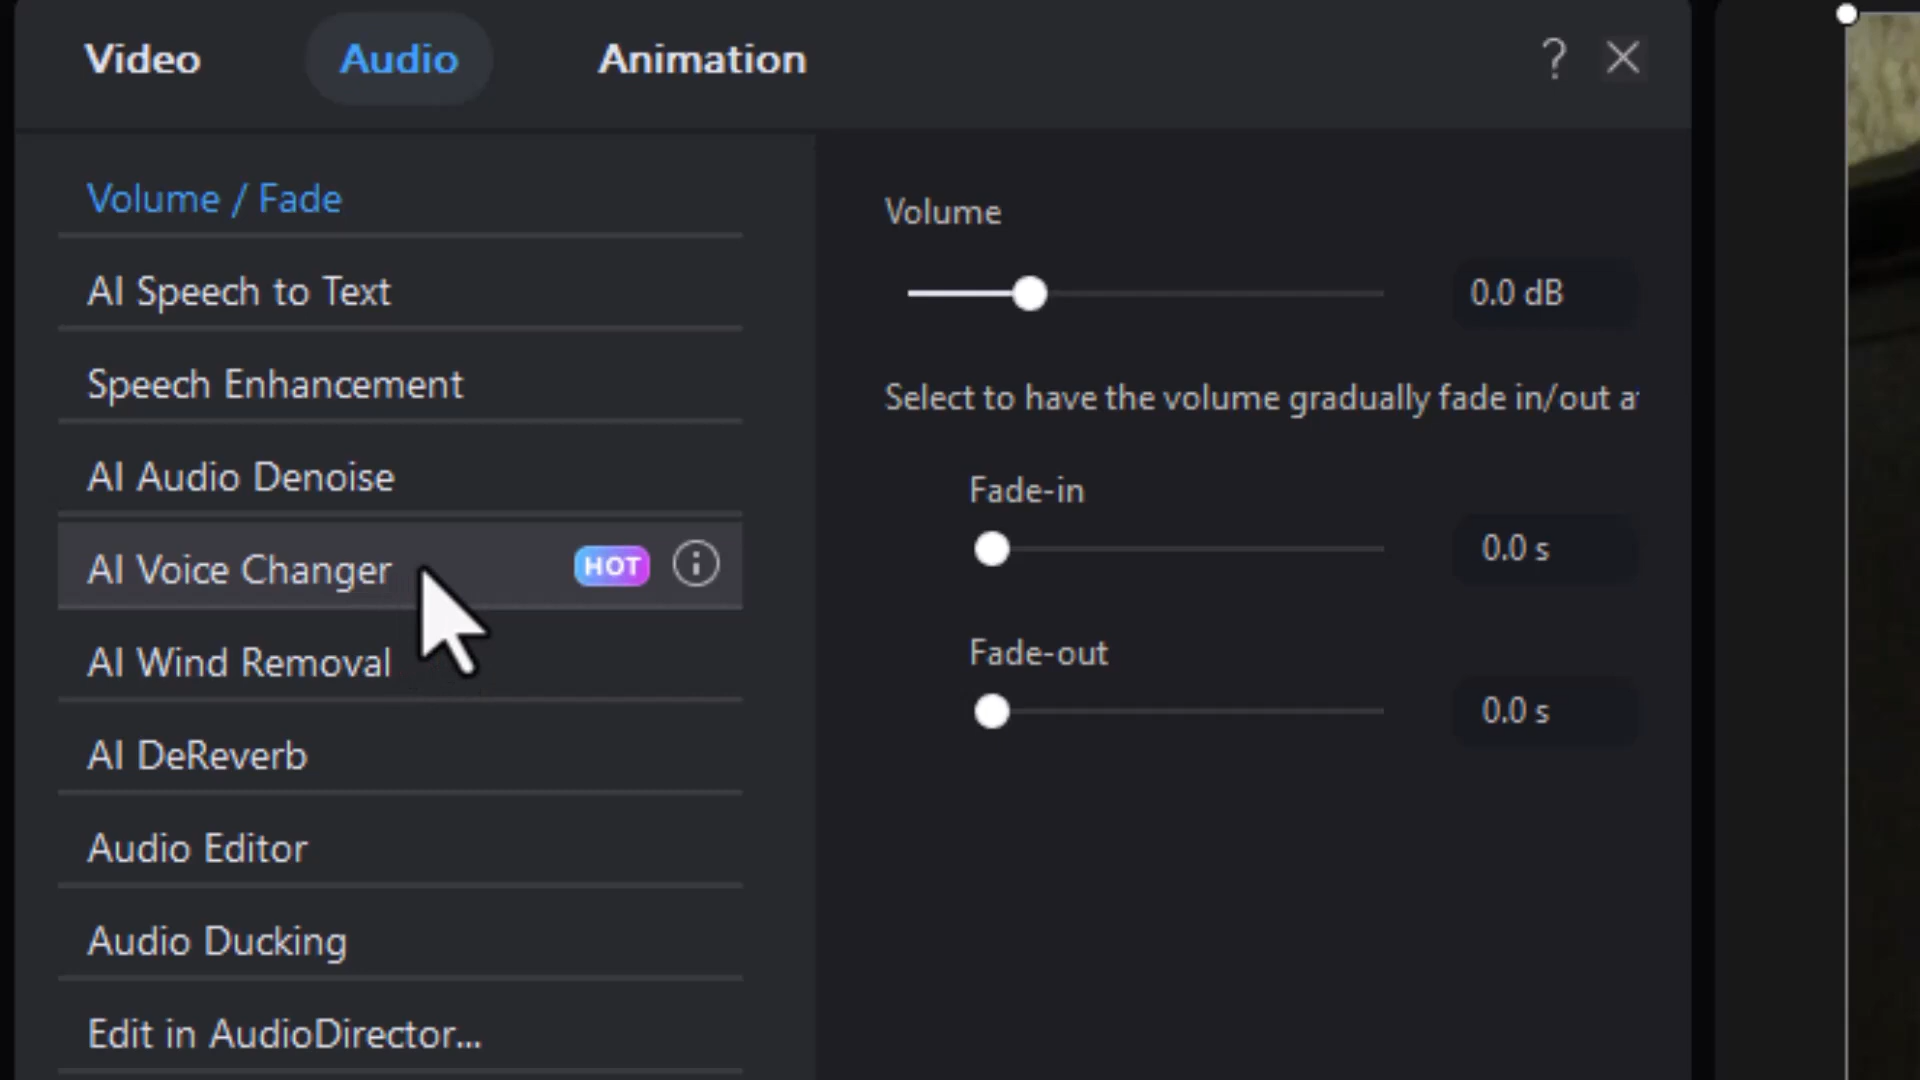 Video Audio Animation ?
Volume / Fade
AI Speech to Text
Speech Enhancement
AI Audio Denoise
AI Voice Changer HOT
AI Wind Removal
AI DeReverb
Audio Editor
Audio Ducking
Edit in AudioDirector...
Volume
0.0 dB
Select to have the volume gradually fade in/out
Fade-in
0.0 s
Fade-out
0.0 s